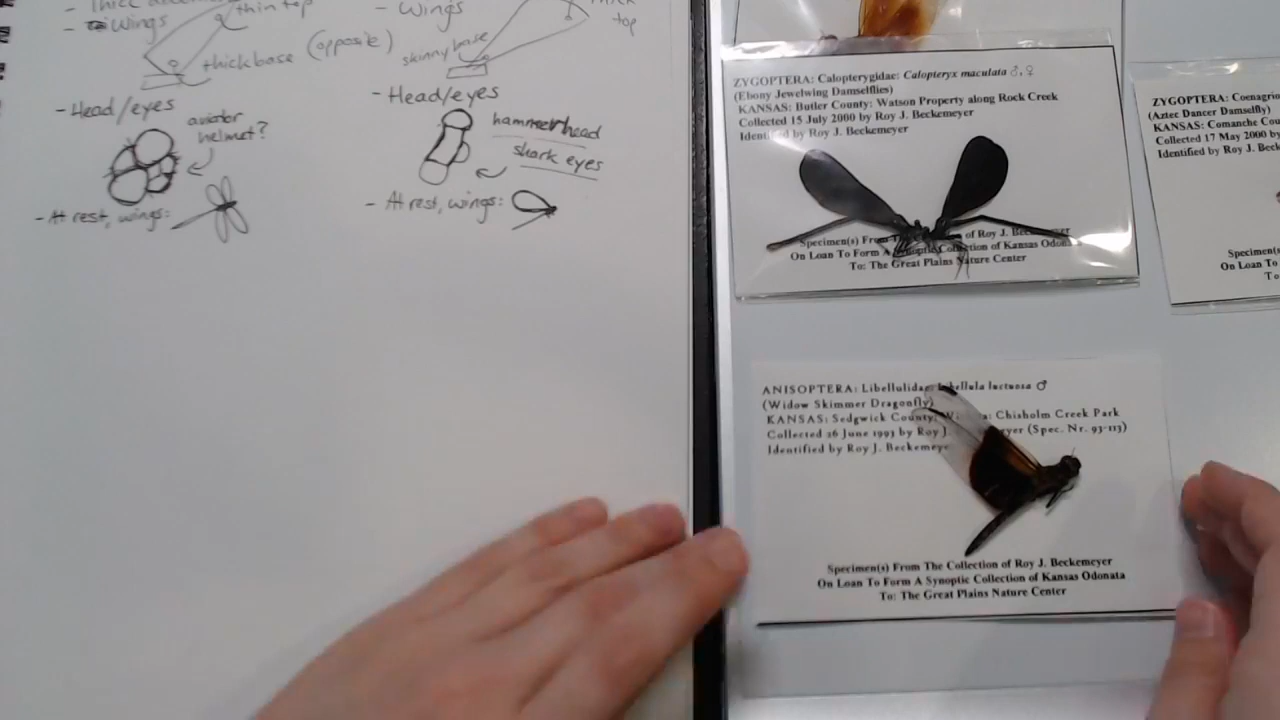 - Thick
thin top
- Wings
thick base (opposite)
- Head/eyes
aviator
helmet?
- At rest, wings:
- Wings
thick
top
skinny base
- Head/eyes
hammerhead
shark eyes
- At rest, wings:
ZYGOPTERA: Calopterygidae: Calopteryx maculata ♂, ♀
(Ebony Jewelwing Damselflies)
KANSAS: Butler County: Watson Property along Rock Creek
Collected 15 July 2000 by Roy J. Beckemeyer
Identified by Roy J. Beckemeyer
Specimen(s) From The Collection of Roy J. Beckemeyer
On Loan To Form A Synoptic Collection of Kansas Odonata
To: The Great Plains Nature Center
ZYGOPTERA: Coenagrio
(Aztec Dancer Damselfly)
KANSAS: Comanche Cou
Collected 17 May 2000 by
Identified by Roy J. Beck
Specimen
On Loan To
To
ANISOPTERA: Libellulidae: Libellula luctuosa ♂
(Widow Skimmer Dragonfly)
KANSAS: Sedgwick County: Wichita: Chisholm Creek Park
Collected 26 June 1993 by Roy J. Beckemeyer (Spec. Nr. 93-113)
Identified by Roy J. Beckemeye
Specimen(s) From The Collection of Roy J. Beckemeyer
On Loan To Form A Synoptic Collection of Kansas Odonata
To: The Great Plains Nature Center